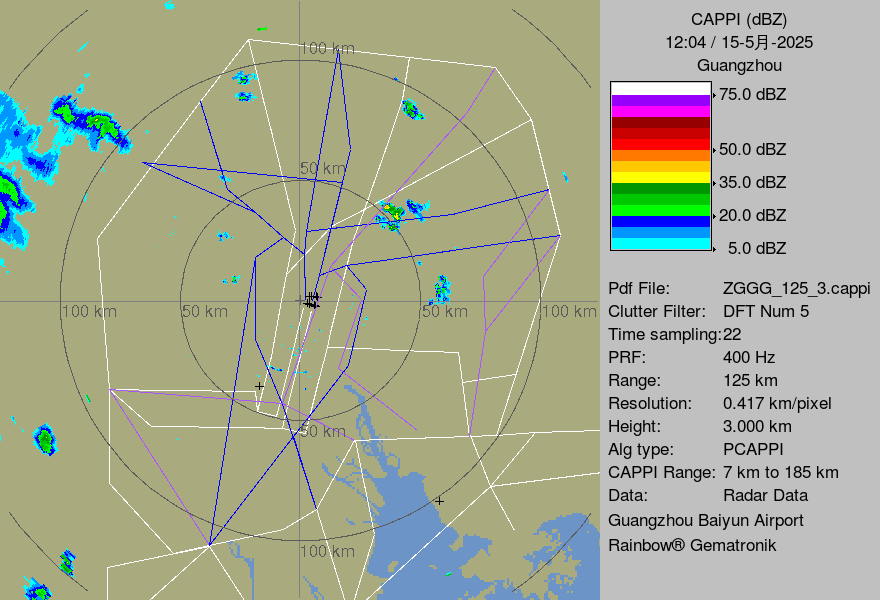 CAPPI (dBZ)
12:04 / 15-5月-2025
Guangzhou
75.0 dBZ
50.0 dBZ
35.0 dBZ
20.0 dBZ
5.0 dBZ
Pdf File: ZGGG_125_3.cappi
Clutter Filter: DFT Num 5
Time sampling:22
PRF: 400 Hz
Range: 125 km
Resolution: 0.417 km/pixel
Height: 3.000 km
Alg type: PCAPPI
CAPPI Range: 7 km to 185 km
Data: Radar Data
Guangzhou Baiyun Airport
Rainbow® Gematronik
100 km
50 km
100 km
50 km
50 km
100 km
50 km
100 km